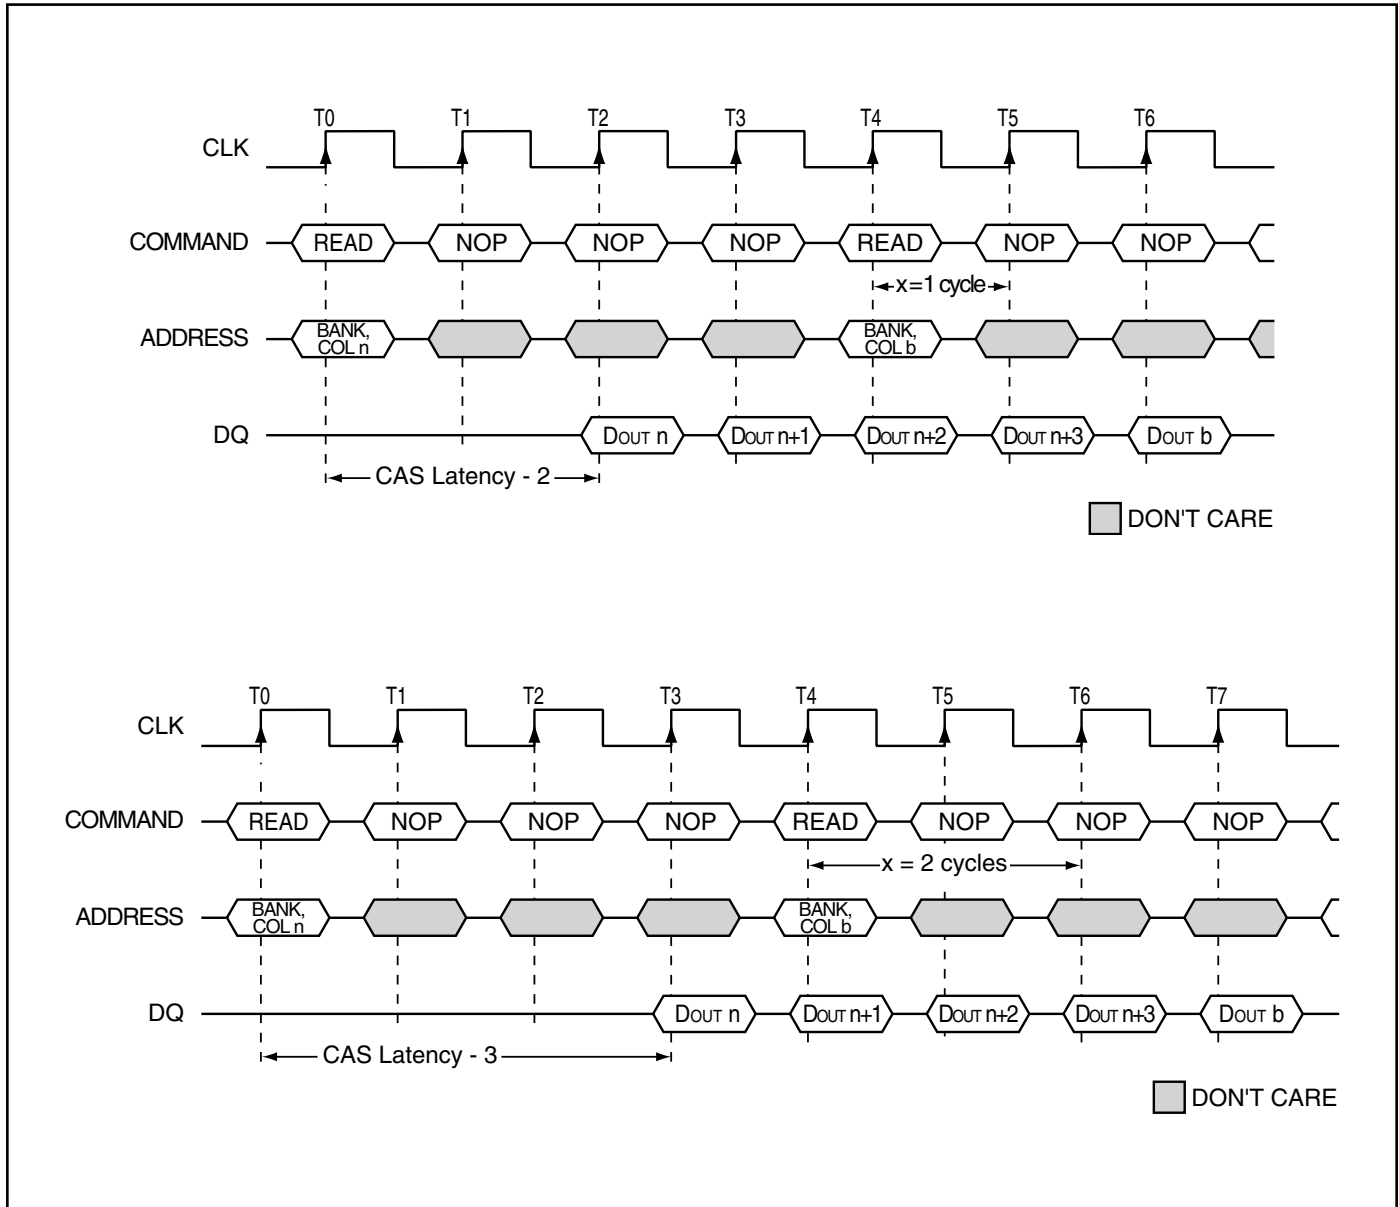 T0 T1 T2 T3 T4 T5 T6
CLK
COMMAND READ NOP NOP NOP READ NOP NOP
x=1 cycle
ADDRESS BANK, COL n BANK, COL b
DQ DOUT n DOUT n+1 DOUT n+2 DOUT n+3 DOUT b
CAS Latency - 2
DON'T CARE
T0 T1 T2 T3 T4 T5 T6 T7
CLK
COMMAND READ NOP NOP NOP READ NOP NOP NOP
x = 2 cycles
ADDRESS BANK, COL n BANK, COL b
DQ DOUT n DOUT n+1 DOUT n+2 DOUT n+3 DOUT b
CAS Latency - 3
DON'T CARE